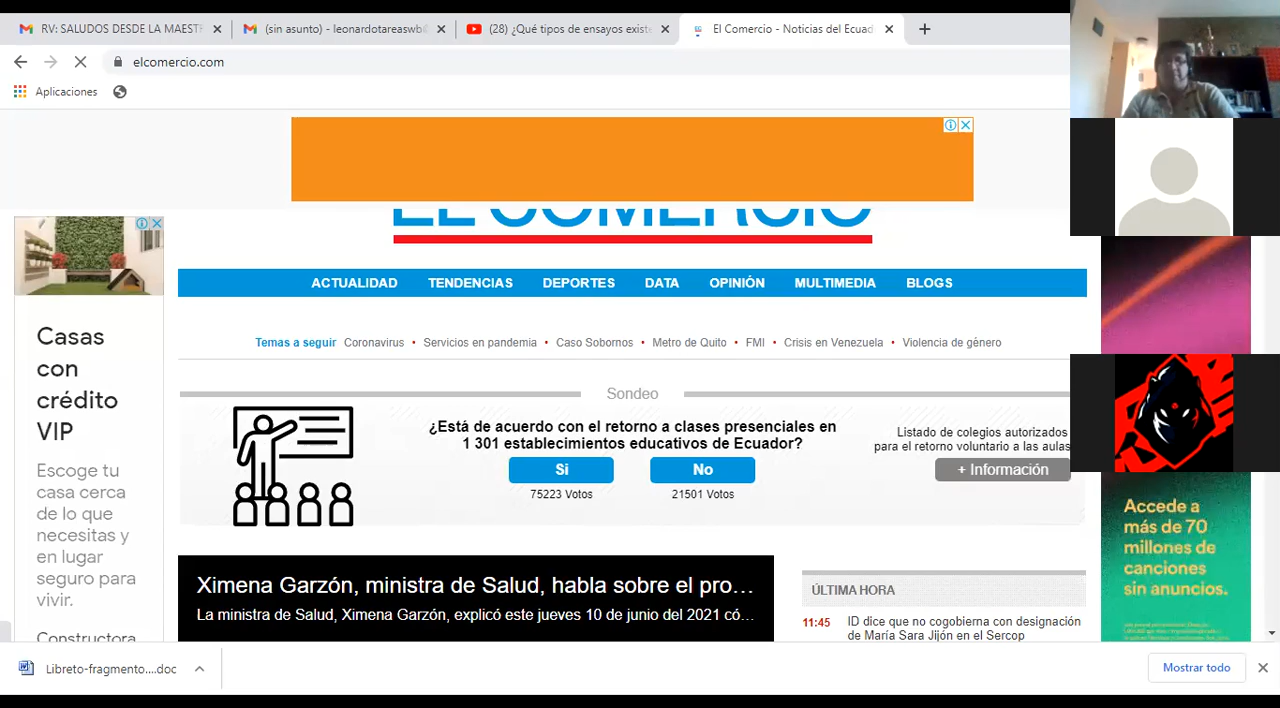 RV: SALUDOS DESDE LA MAEST
(sin asunto) - leonardotareaswb@
(28) ¿Qué tipos de ensayos existe
El Comercio - Noticias del Ecuad
elcomercio.com
Aplicaciones
EL COMERCIO
ACTUALIDAD TENDENCIAS DEPORTES DATA OPINIÓN MULTIMEDIA BLOGS
Temas a seguir Coronavirus • Servicios en pandemia • Caso Sobornos • Metro de Quito • FMI • Crisis en Venezuela • Violencia de género
Sondeo
¿Está de acuerdo con el retorno a clases presenciales en
1 301 establecimientos educativos de Ecuador?
Si
No
75223 Votos
21501 Votos
Listado de colegios autorizados
para el retorno voluntario a las aulas
+ Información
Casas
con
crédito
VIP
Escoge tu
casa cerca
de lo que
necesitas y
en lugar
seguro para
vivir.
Constructora
Ximena Garzón, ministra de Salud, habla sobre el pro...
La ministra de Salud, Ximena Garzón, explicó este jueves 10 de junio del 2021 có...
ÚLTIMA HORA
11:45 ID dice que no cogobierna con designación
de María Sara Jijón en el Sercop
Accede a
más de 70
millones de
canciones
sin anuncios.
Libreto-fragmento....doc
Mostrar todo